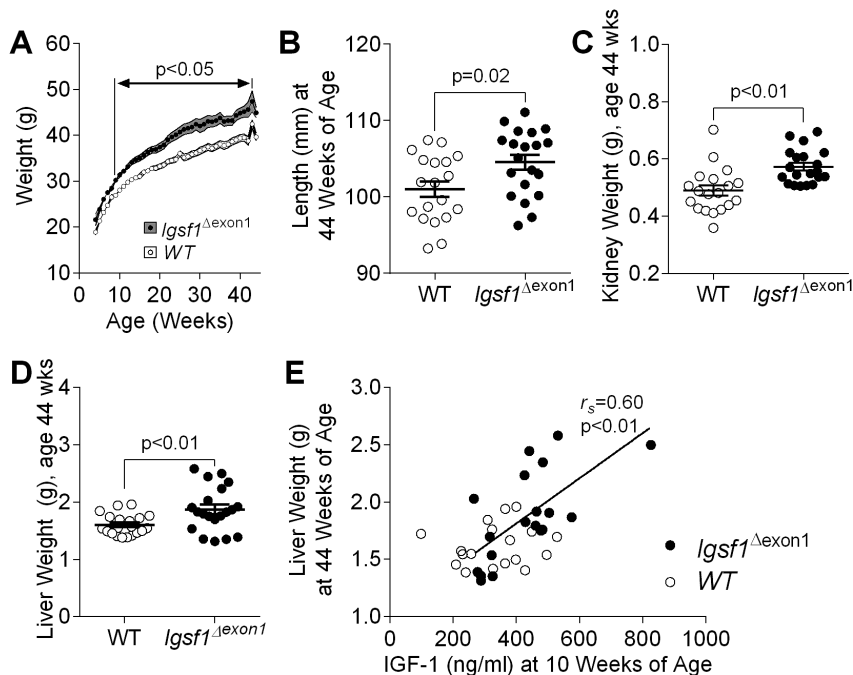 A
Weight (g)
60
50
40
30
20
10
p<0.05
Igsf1Δexon1
WT
0 10 20 30 40
Age (Weeks)
B
Length (mm) at
44 Weeks of Age
120
110
100
90
p=0.02
WT Igsf1Δexon1
C
Kidney Weight (g), age 44 wks
1.0
0.8
0.6
0.4
0.2
p<0.01
WT Igsf1Δexon1
D
Liver Weight (g), age 44 wks
4
3
2
1
0
p<0.01
WT Igsf1Δexon1
E
Liver Weight (g)
at 44 Weeks of Age
3.0
2.5
2.0
1.5
1.0
rs=0.60
p<0.01
Igsf1Δexon1
WT
0 200 400 600 800 1000
IGF-1 (ng/ml) at 10 Weeks of Age